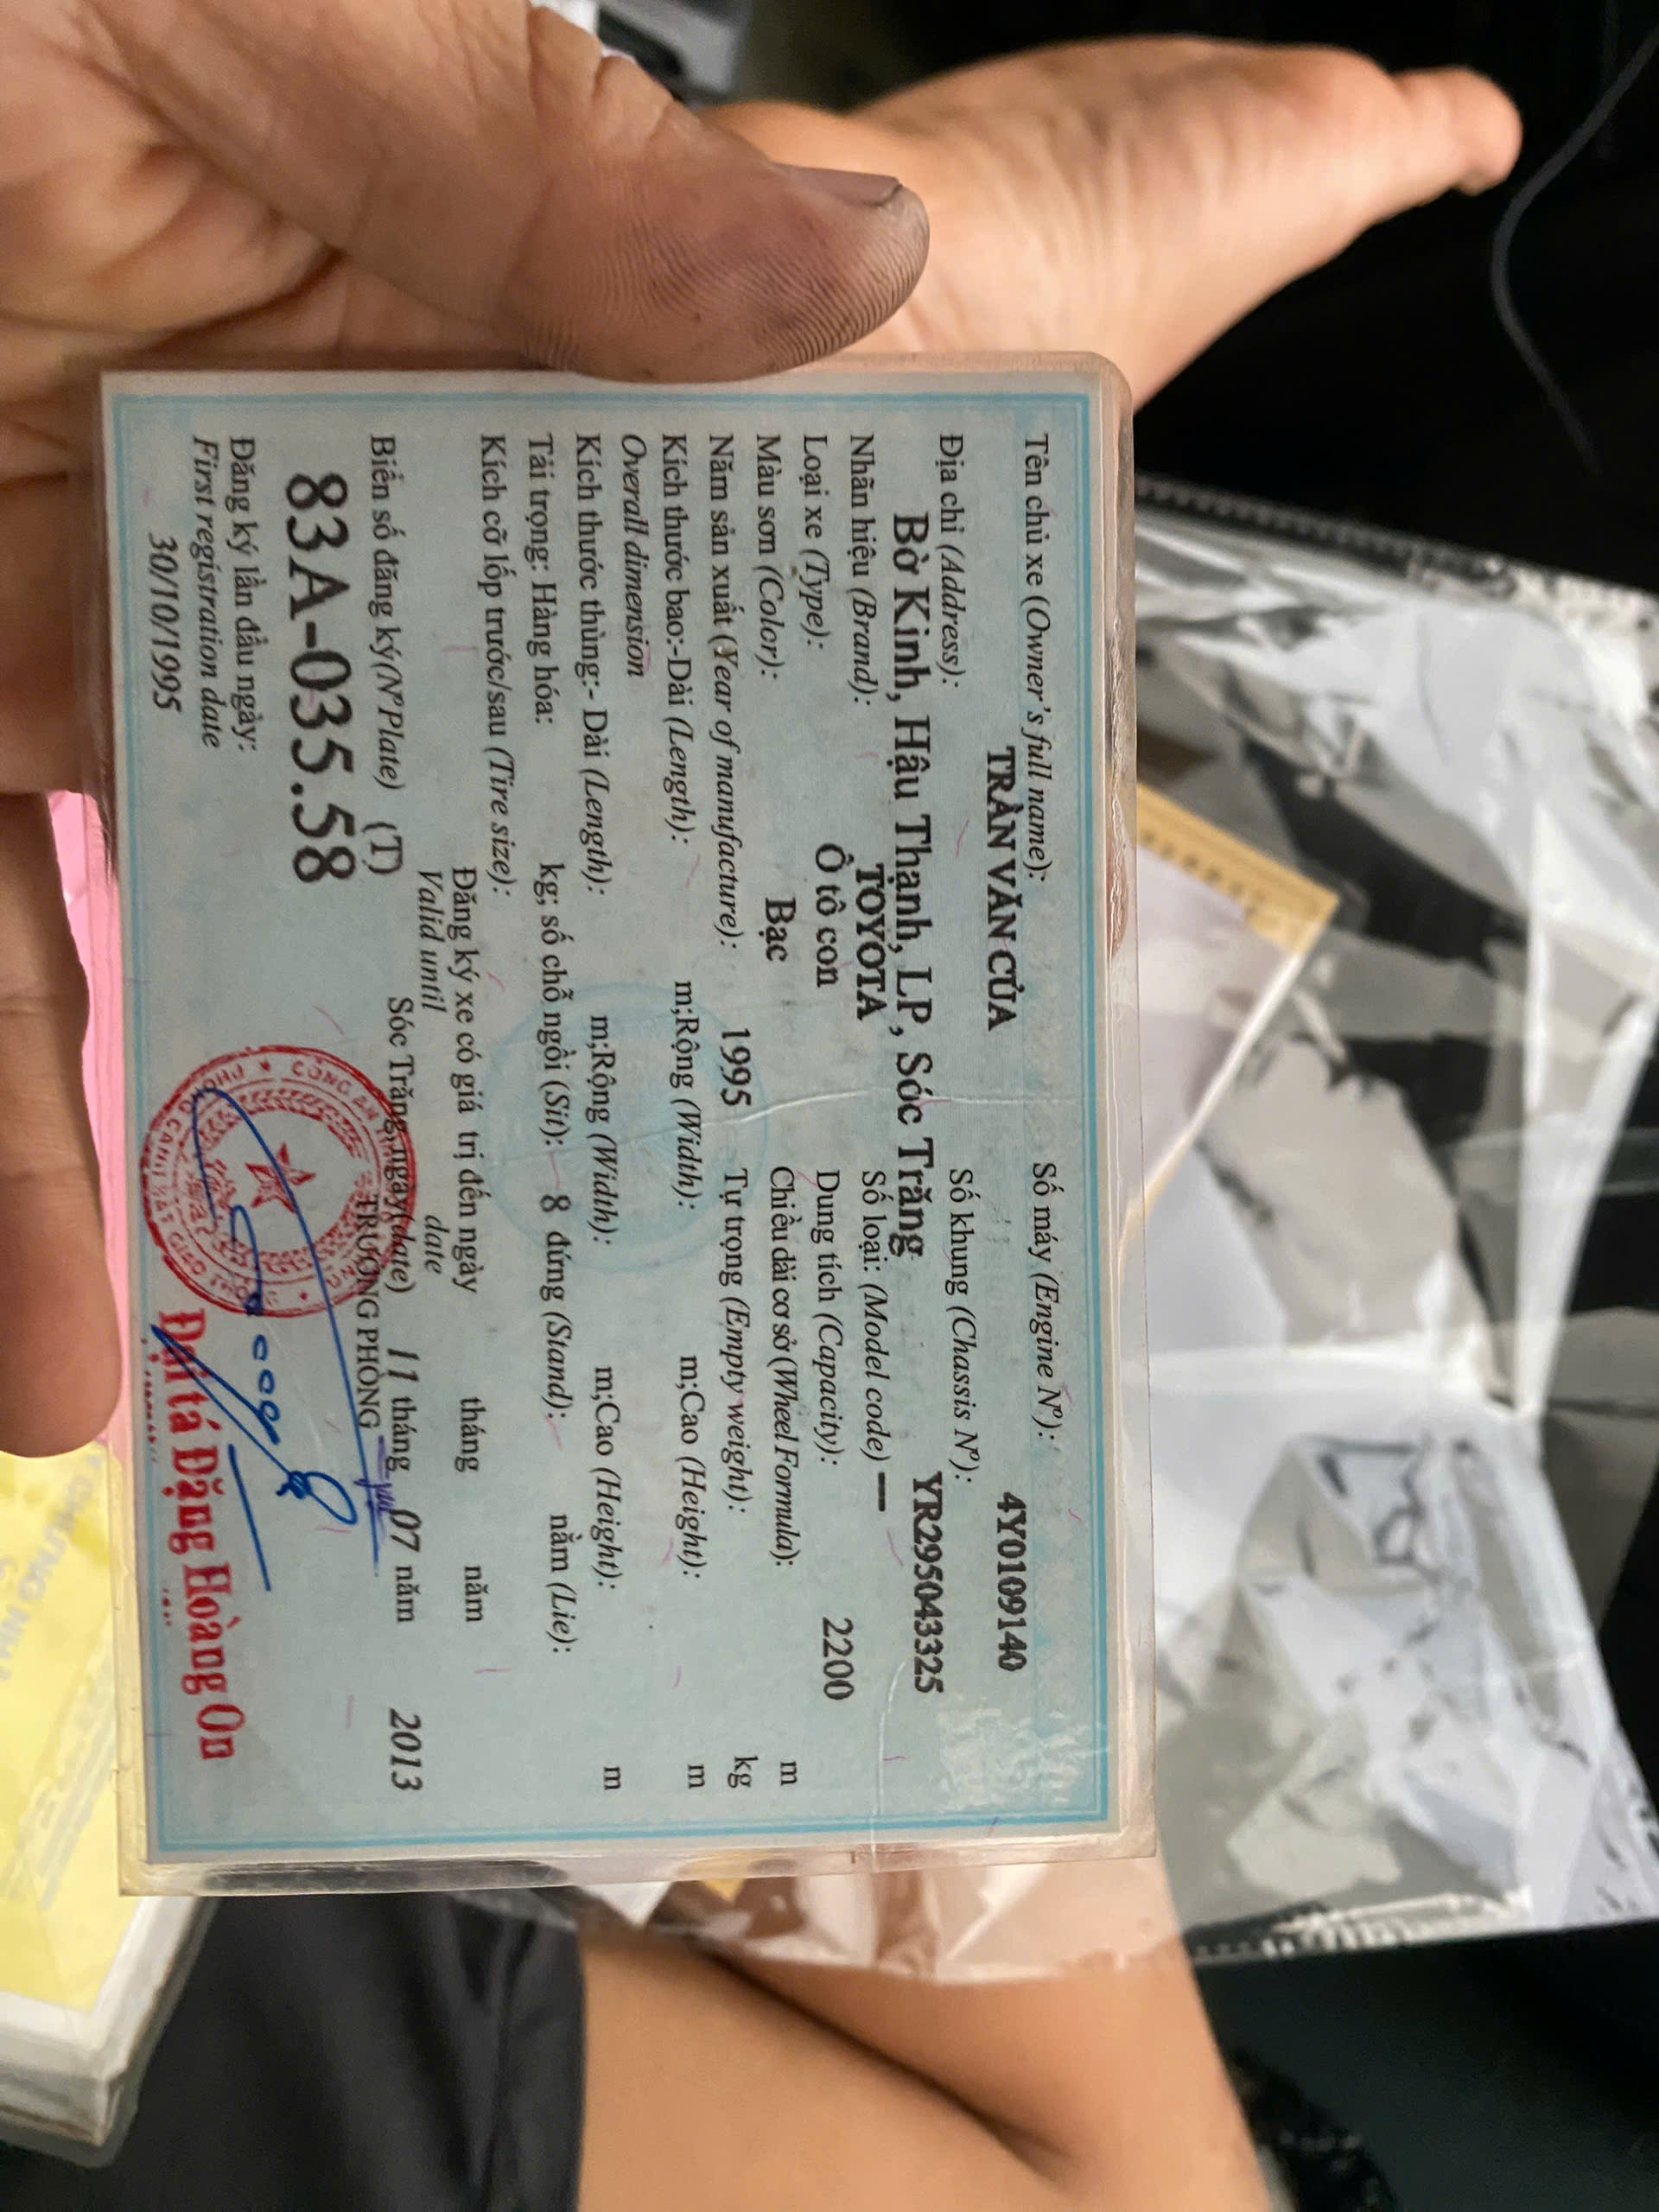 Tên chủ xe (Owner's full name): Số máy (Engine Nº):
TRẦN VĂN CỦA 4Y0109140
Địa chỉ (Address): Số khung (Chassis Nº):
Bờ Kinh, Hậu Thạnh, LP, Sóc Trăng YR295043325
Nhãn hiệu (Brand): TOYOTA Số loại: (Model code) —
Loại xe (Type): Ô tô con Dung tích (Capacity): 2200
Màu sơn (Color): Bạc Chiều dài cơ sở (Wheel Formula): m
Năm sản xuất (Year of manufacture): 1995 Tự trọng (Empty weight): kg
Kích thước bao:-Dài (Length): m;Rộng (Width): m;Cao (Height): m
Overall dimension
Kích thước thùng:- Dài (Length): m;Rộng (Width): m;Cao (Height): m
Tải trọng: Hàng hóa: kg; số chỗ ngồi (Sit): 8 đứng (Stand): nằm (Lie):
Kích cỡ lốp trước/sau (Tire size):
Đăng ký xe có giá trị đến ngày tháng năm
Valid until date
Biển số đăng ký(Nº Plate) (T) Sóc Trăng, ngày(date) 11 tháng 07 năm 2013
83A-035.58 TRƯỞNG PHÒNG
CÔNG AN
Đăng ký lần đầu ngày:
First registration date
30/10/1995
Đại tá Đặng Hoàng Ơn